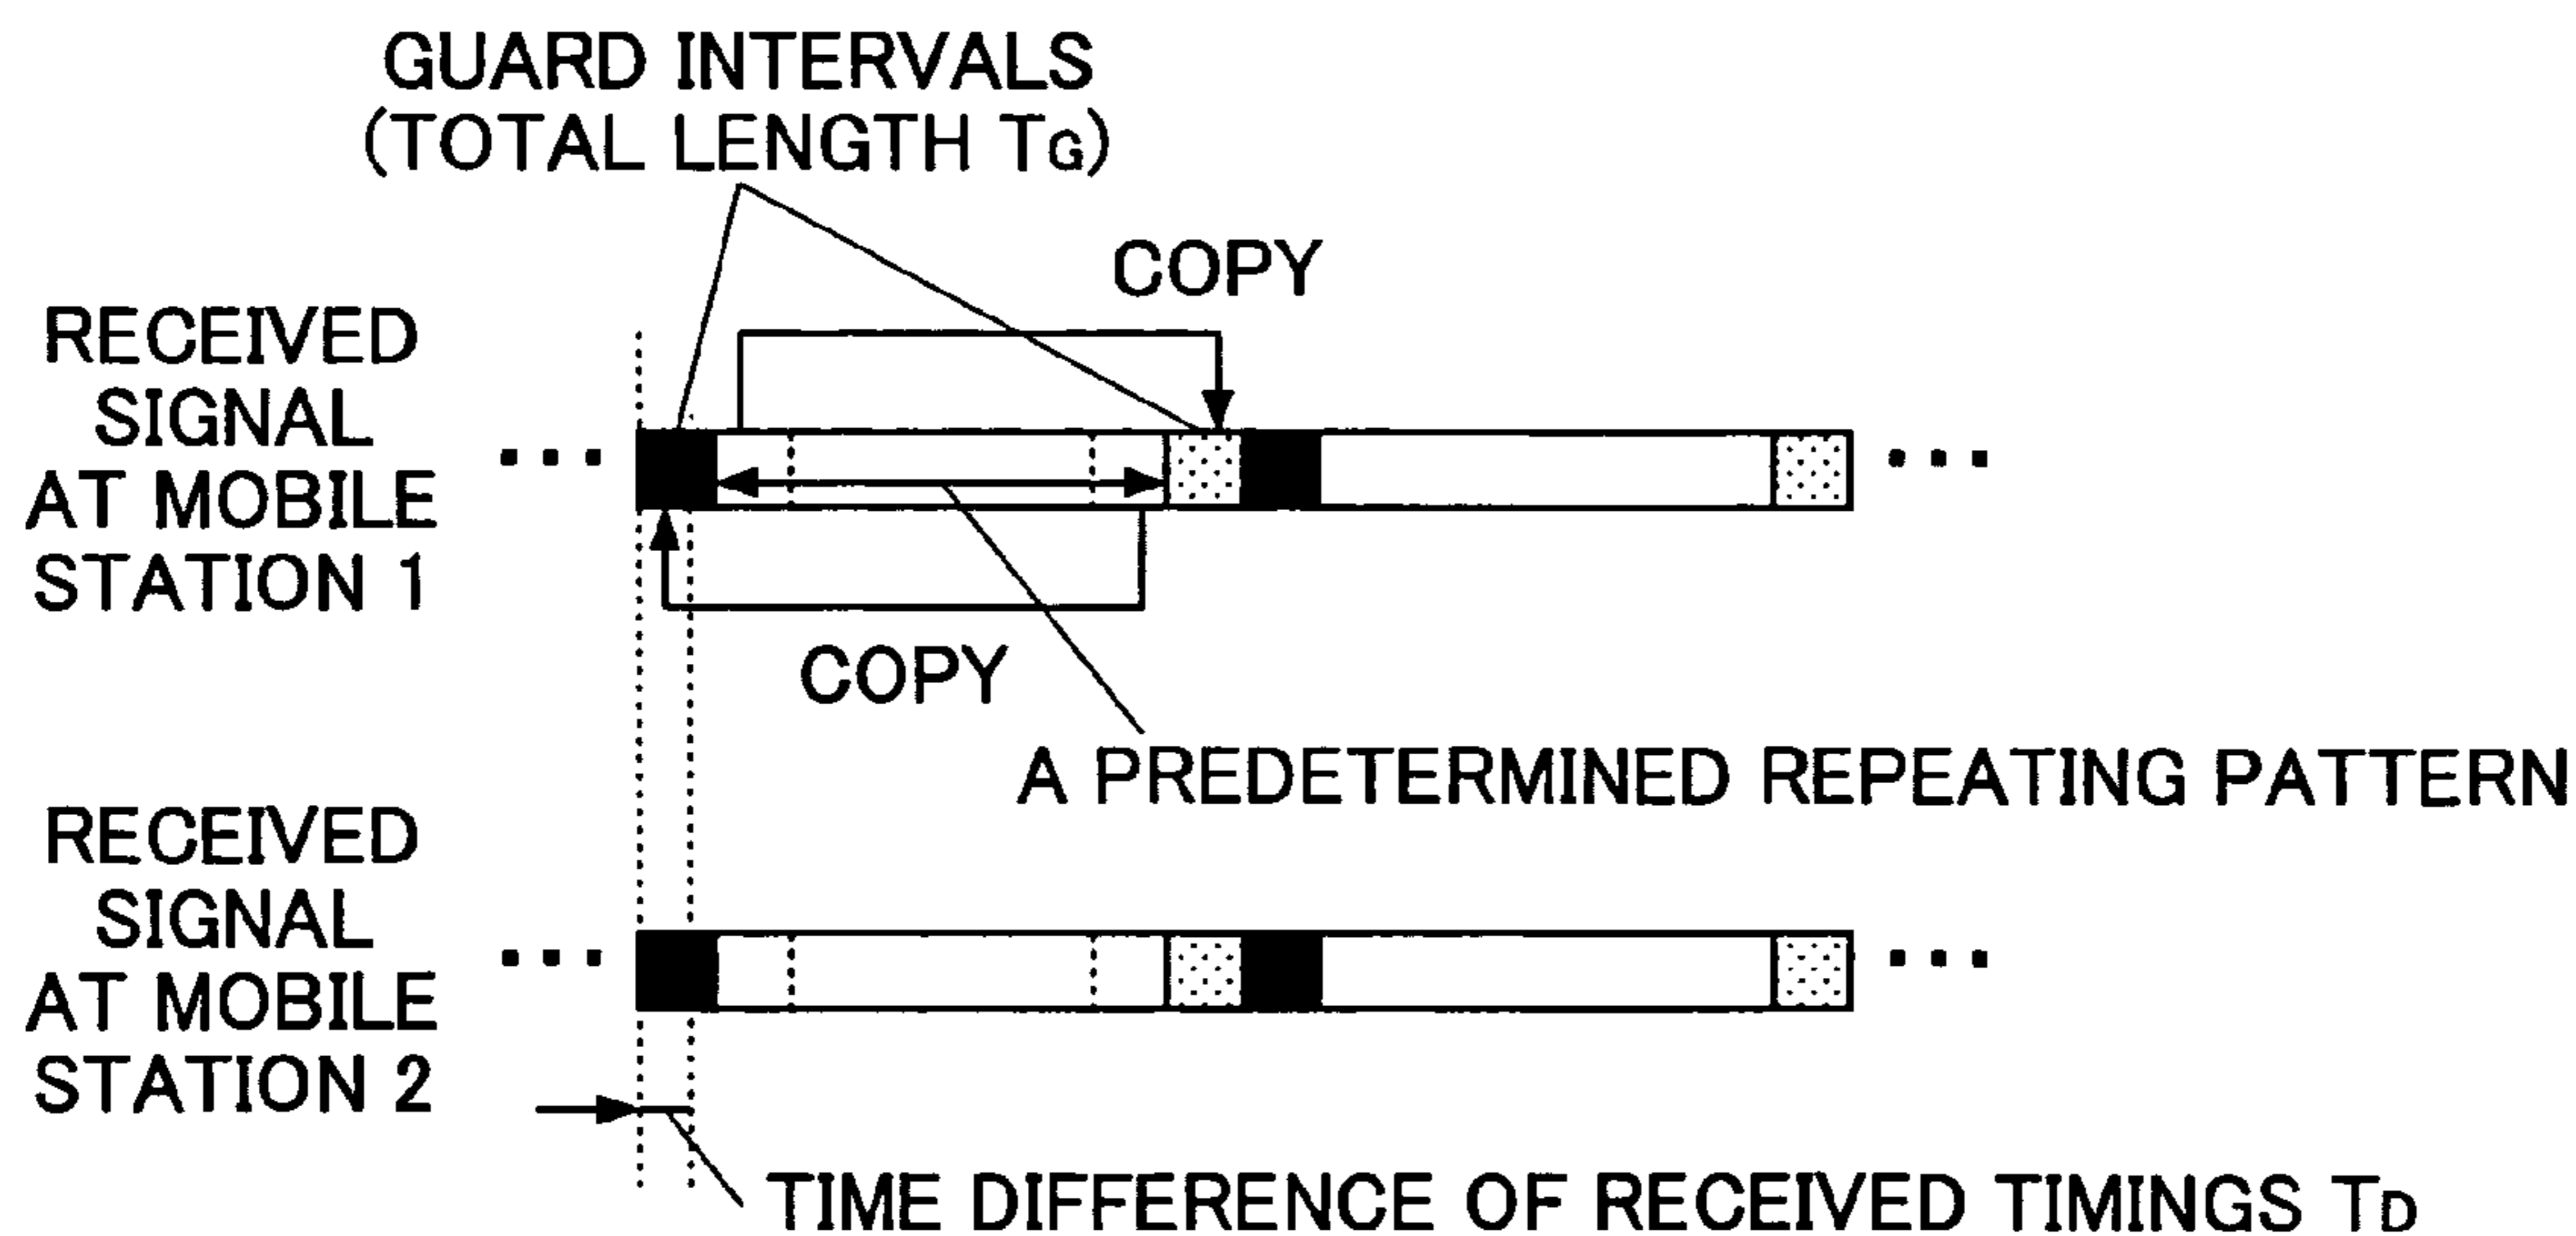 GUARD INTERVALS
(TOTAL LENGTH TG)
COPY
RECEIVED
SIGNAL
AT MOBILE
STATION 1
COPY
A PREDETERMINED REPEATING PATTERN
RECEIVED
SIGNAL
AT MOBILE
STATION 2
TIME DIFFERENCE OF RECEIVED TIMINGS TD